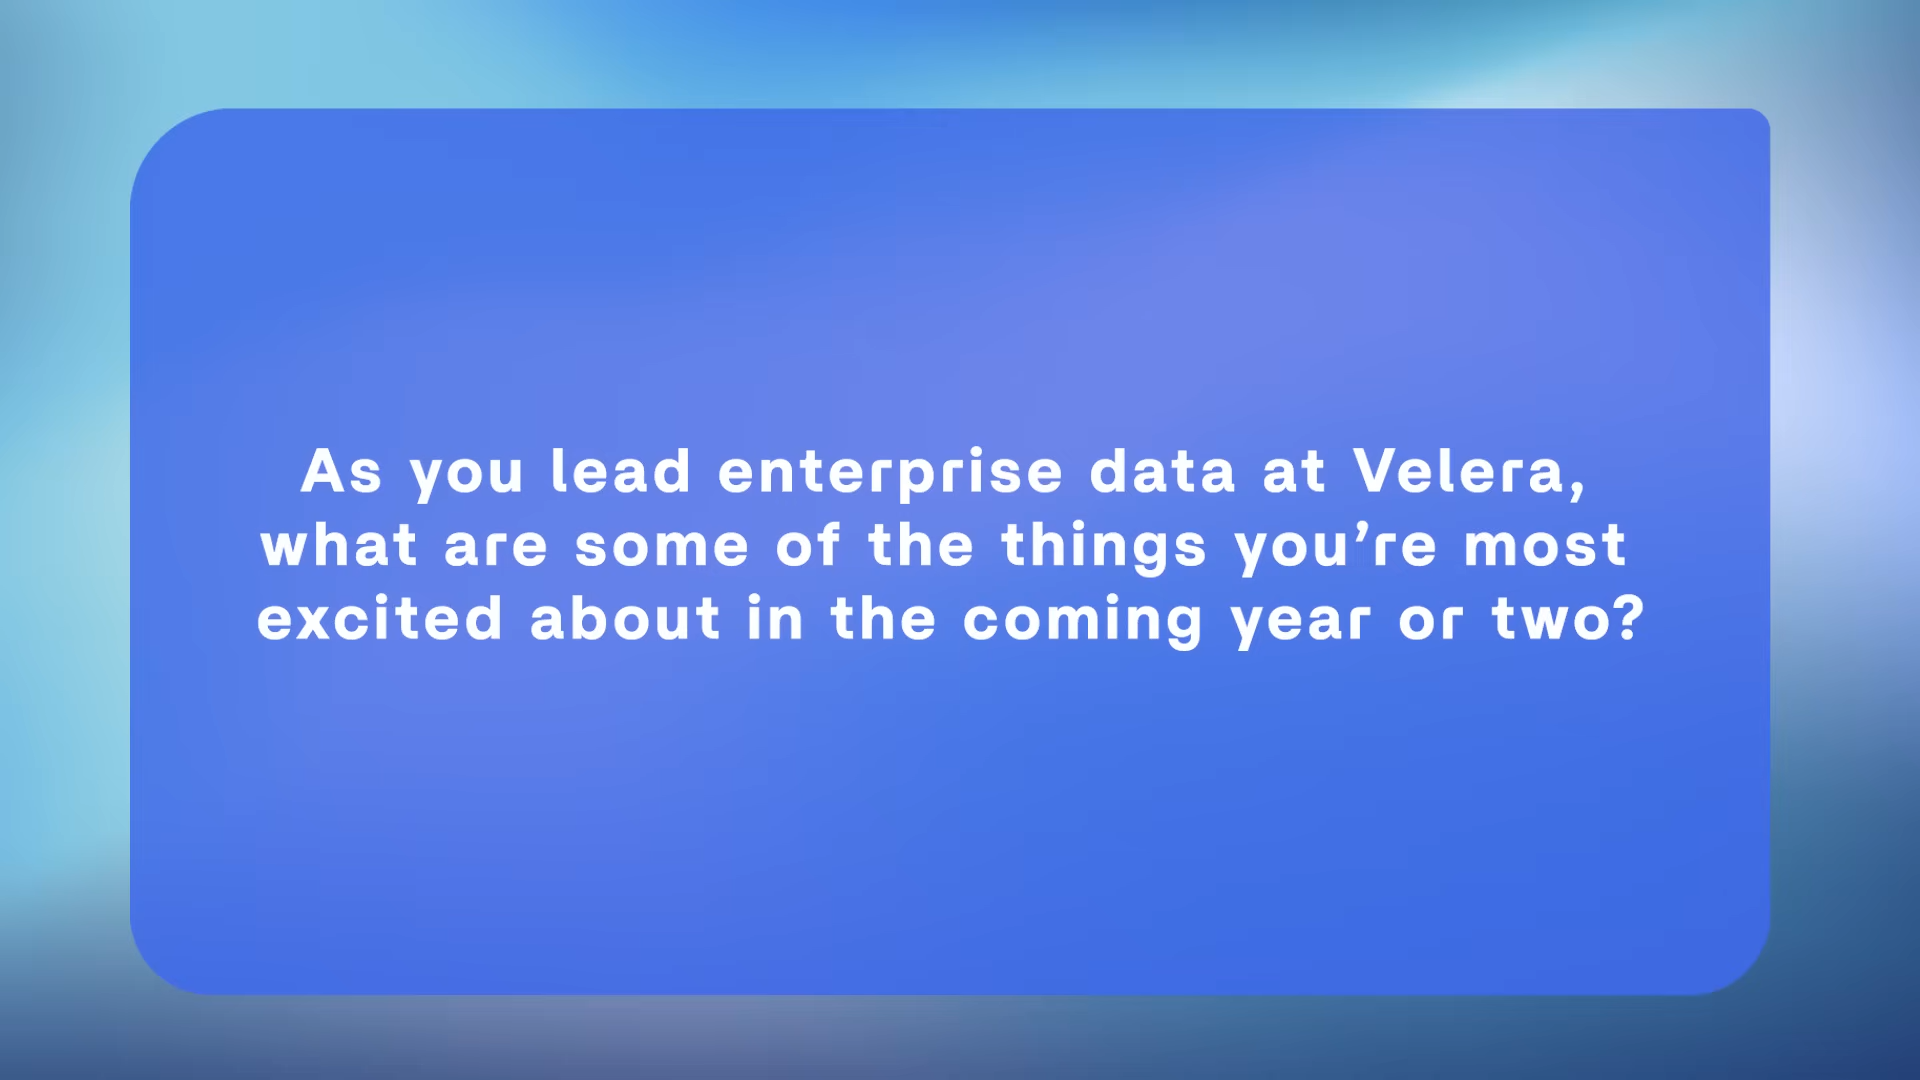 As you lead enterprise data at Velera,
what are some of the things you’re most
excited about in the coming year or two?